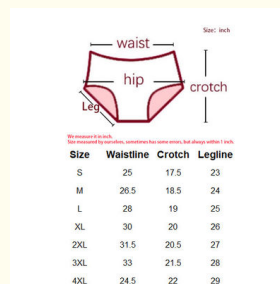 Size: inch
waist
hip
crotch
Leg
We measure it in inch.
Size measured by ourselves, sometimes has some errors, but always within 1 inch.
Size Waistline Crotch Legline
S 25 17.5 23
M 26.5 18.5 24
L 28 19 25
XL 30 20 26
2XL 31.5 20.5 27
3XL 33 21.5 28
4XL 24.5 22 29